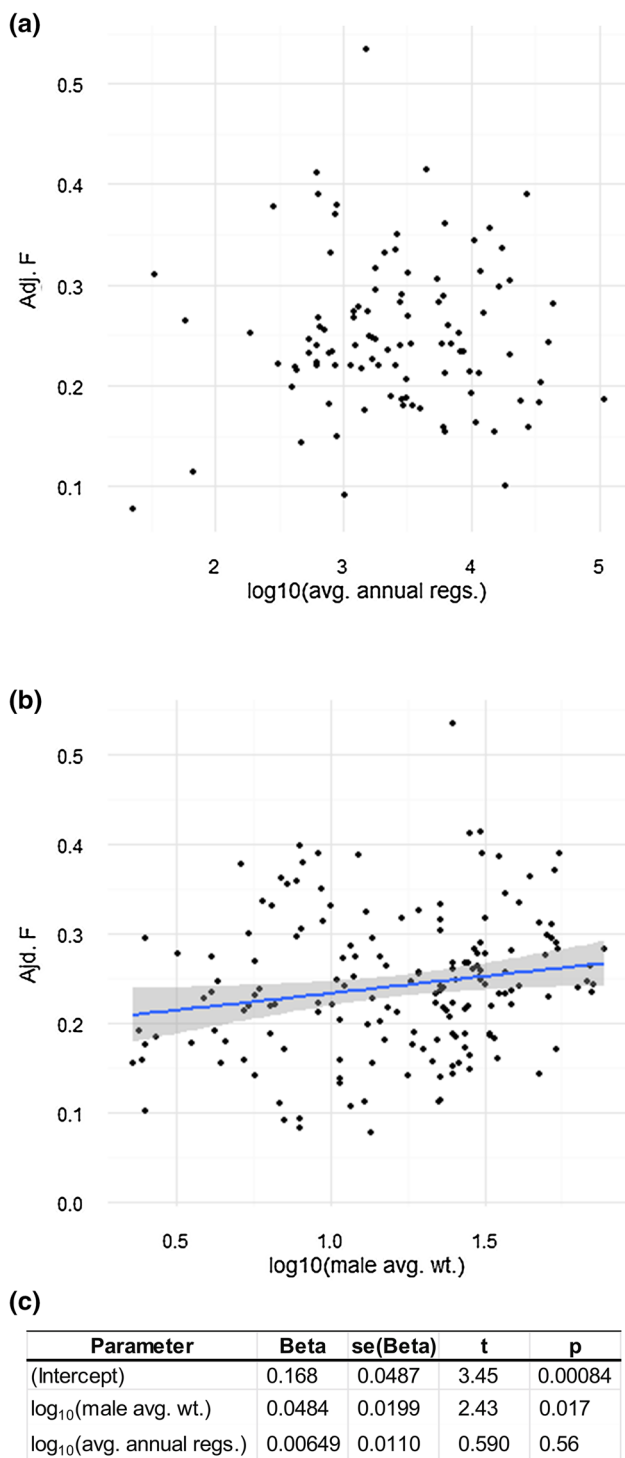 (a)
0.5
0.4
0.3
0.2
0.1
Adj. F
2 3 4 5
log10(avg. annual regs.)
(b)
0.5
0.4
0.3
0.2
0.1
0.0
Ajd. F
0.5 1.0 1.5
log10(male avg. wt.)
(c)
Parameter Beta se(Beta) t p
(Intercept) 0.168 0.0487 3.45 0.00084
log₁₀(male avg. wt.) 0.0484 0.0199 2.43 0.017
log₁₀(avg. annual regs.) 0.00649 0.0110 0.590 0.56